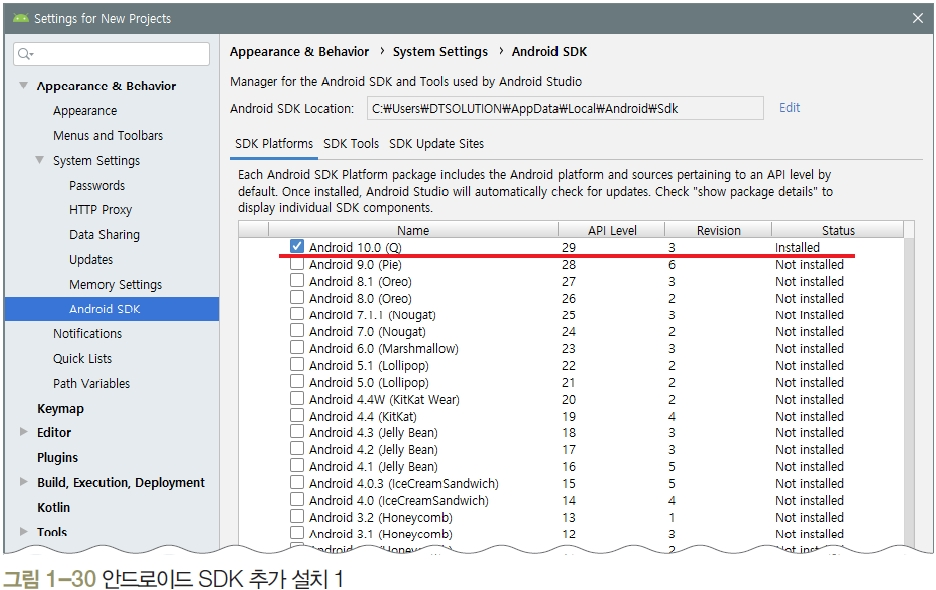 Settings for New Projects
Appearance & Behavior › System Settings › Android SDK
Manager for the Android SDK and Tools used by Android Studio
Android SDK Location: C:₩Users₩DTSOLUTION₩AppData₩Local₩Android₩Sdk Edit
SDK Platforms SDK Tools SDK Update Sites
Each Android SDK Platform package includes the Android platform and sources pertaining to an API level by
default. Once installed, Android Studio will automatically check for updates. Check "show package details" to
display individual SDK components.
Name API Level Revision Status
Android 10.0 (Q) 29 3 Installed
Android 9.0 (Pie) 28 6 Not installed
Android 8.1 (Oreo) 27 3 Not installed
Android 8.0 (Oreo) 26 2 Not installed
Android 7.1.1 (Nougat) 25 3 Not installed
Android 7.0 (Nougat) 24 2 Not installed
Android 6.0 (Marshmallow) 23 3 Not installed
Android 5.1 (Lollipop) 22 2 Not installed
Android 5.0 (Lollipop) 21 2 Not installed
Android 4.4W (KitKat Wear) 20 2 Not installed
Android 4.4 (KitKat) 19 4 Not installed
Android 4.3 (Jelly Bean) 18 3 Not installed
Android 4.2 (Jelly Bean) 17 3 Not installed
Android 4.1 (Jelly Bean) 16 5 Not installed
Android 4.0.3 (IceCreamSandwich) 15 5 Not installed
Android 4.0 (IceCreamSandwich) 14 4 Not installed
Android 3.2 (Honeycomb) 13 1 Not installed
Android 3.1 (Honeycomb) 12 3 Not installed
Appearance & Behavior
Appearance
Menus and Toolbars
System Settings
Passwords
HTTP Proxy
Data Sharing
Updates
Memory Settings
Android SDK
Notifications
Quick Lists
Path Variables
Keymap
Editor
Plugins
Build, Execution, Deployment
Kotlin
Tools
그림 1-30 안드로이드 SDK 추가 설치 1